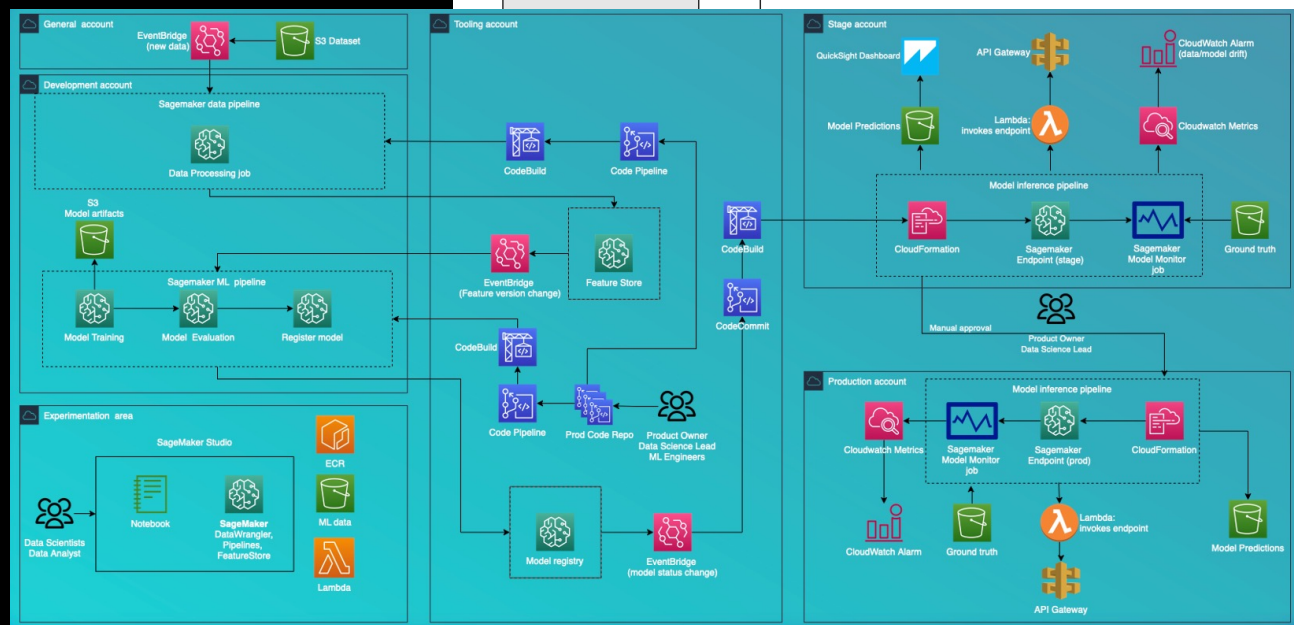 General account
EventBridge
(new data)
S3 Dataset
Development account
Sagemaker data pipeline
Data Processing job
S3
Model artifacts
Sagemaker ML pipeline
Model Training
Model Evaluation
Register model
Experimentation area
SageMaker Studio
Notebook
SageMaker
DataWrangler,
Pipelines,
FeatureStore
Data Scientists
Data Analyst
ECR
ML data
Lambda
Tooling account
CodeBuild
Code Pipeline
EventBridge
(Feature version change)
Feature Store
CodeBuild
CodeCommit
CodeBuild
Code Pipeline
Prod Code Repo
Product Owner
Data Science Lead
ML Engineers
Model registry
EventBridge
(model status change)
Stage account
QuickSight Dashboard
API Gateway
CloudWatch Alarm
(data/model drift)
Model Predictions
Lambda:
invokes endpoint
Cloudwatch Metrics
Model inference pipeline
CloudFormation
Sagemaker
Endpoint (stage)
Sagemaker
Model Monitor
job
Ground truth
Manual approval
Product Owner
Data Science Lead
Production account
Model inference pipeline
Cloudwatch Metrics
Sagemaker
Model Monitor
job
Sagemaker
Endpoint (prod)
CloudFormation
CloudWatch Alarm
Ground truth
Lambda:
invokes endpoint
Model Predictions
API Gateway